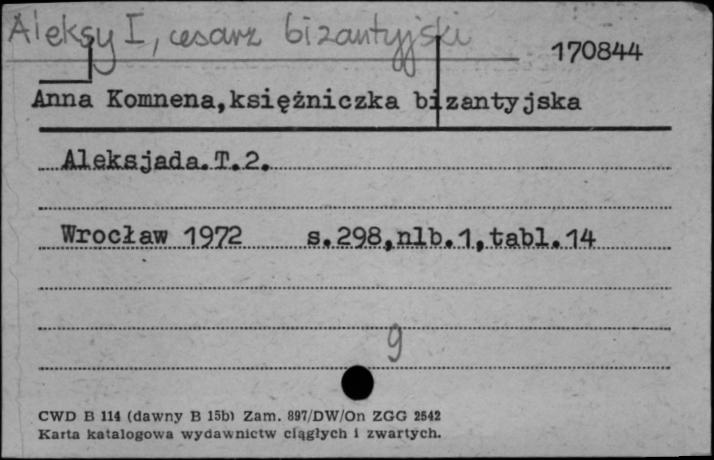 Aleksy I, cesarz bizantyjski
170844
Anna Komnena,księżniczka bizantyjska
Aleksjada.T.2.
Wrocław 1972 s.298,nlb.1,tabl.14
9
CWD B 114 (dawny B 15b) Zam. 897/DW/On ZGG 2542
Karta katalogowa wydawnictw ciągłych i zwartych.